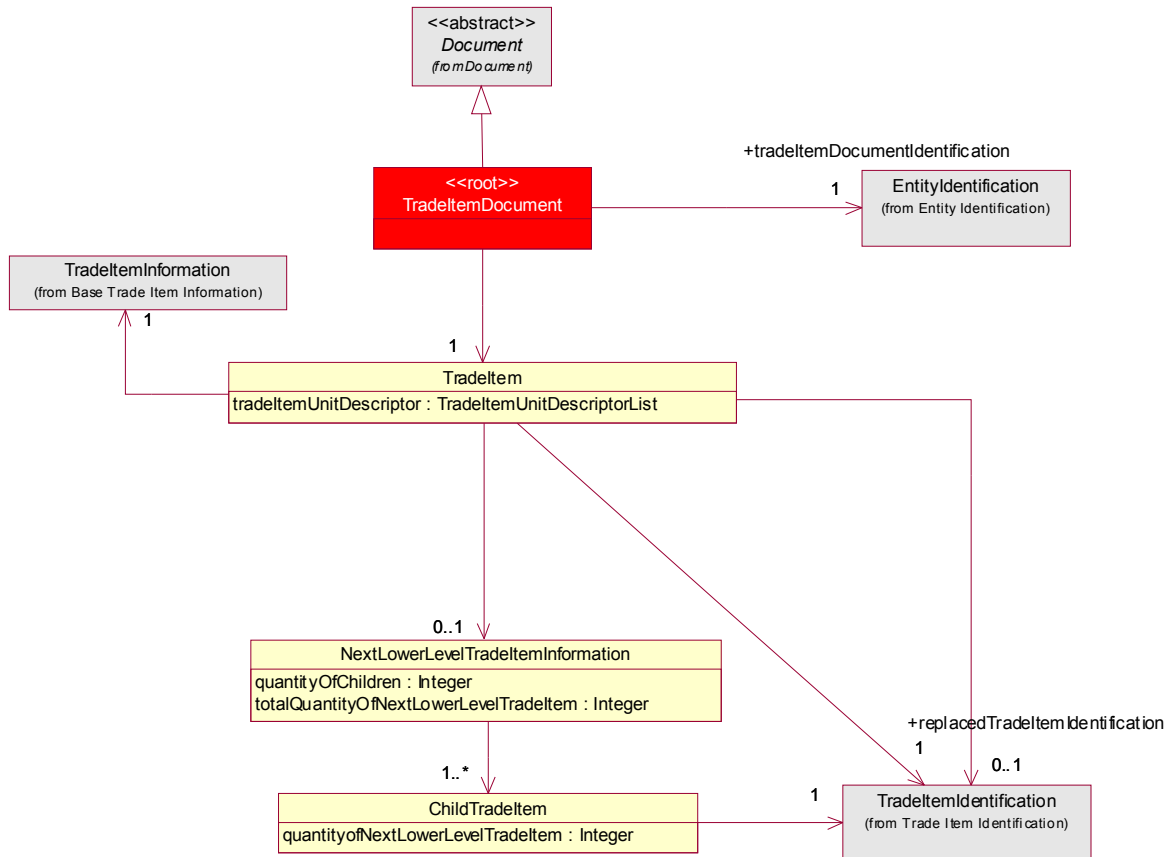 <<abstract>>
Document
(from Document)
+tradeItemDocumentIdentification
<<root>>
TradeItemDocument
1
EntityIdentification
(from Entity Identification)
TradeItemInformation
(from Base Trade Item Information)
1
1
TradeItem
tradeItemUnitDescriptor : TradeItemUnitDescriptorList
0..1
NextLowerLevelTradeItemInformation
quantityOfChildren : Integer
totalQuantityOfNextLowerLevelTradeItem : Integer
+replacedTradeItemIdentification
1
0..1
1..*
ChildTradeItem
quantityofNextLowerLevelTradeItem : Integer
1
TradeItemIdentification
(from Trade Item Identification)